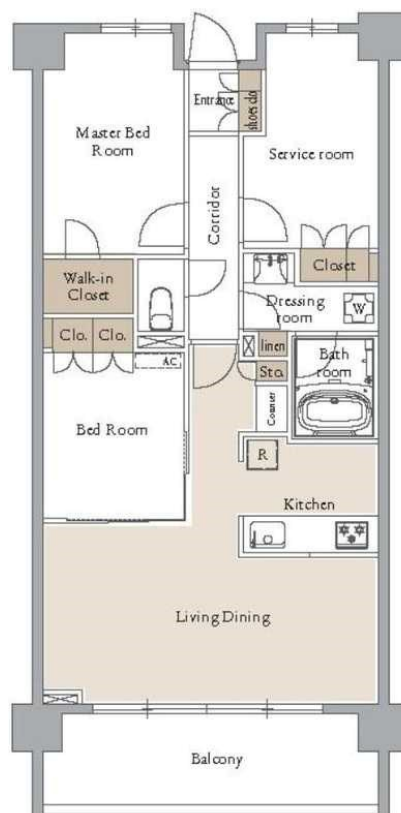 Entrance
shoes clo
Master Bed
Room
Service room
Corridor
Walk-in
Closet
Closet
Dressing
room
W
Clo.
Clo.
linen
Sto.
Bath
room
AC
Counter
Bed Room
R
Kitchen
Living Dining
Balcony